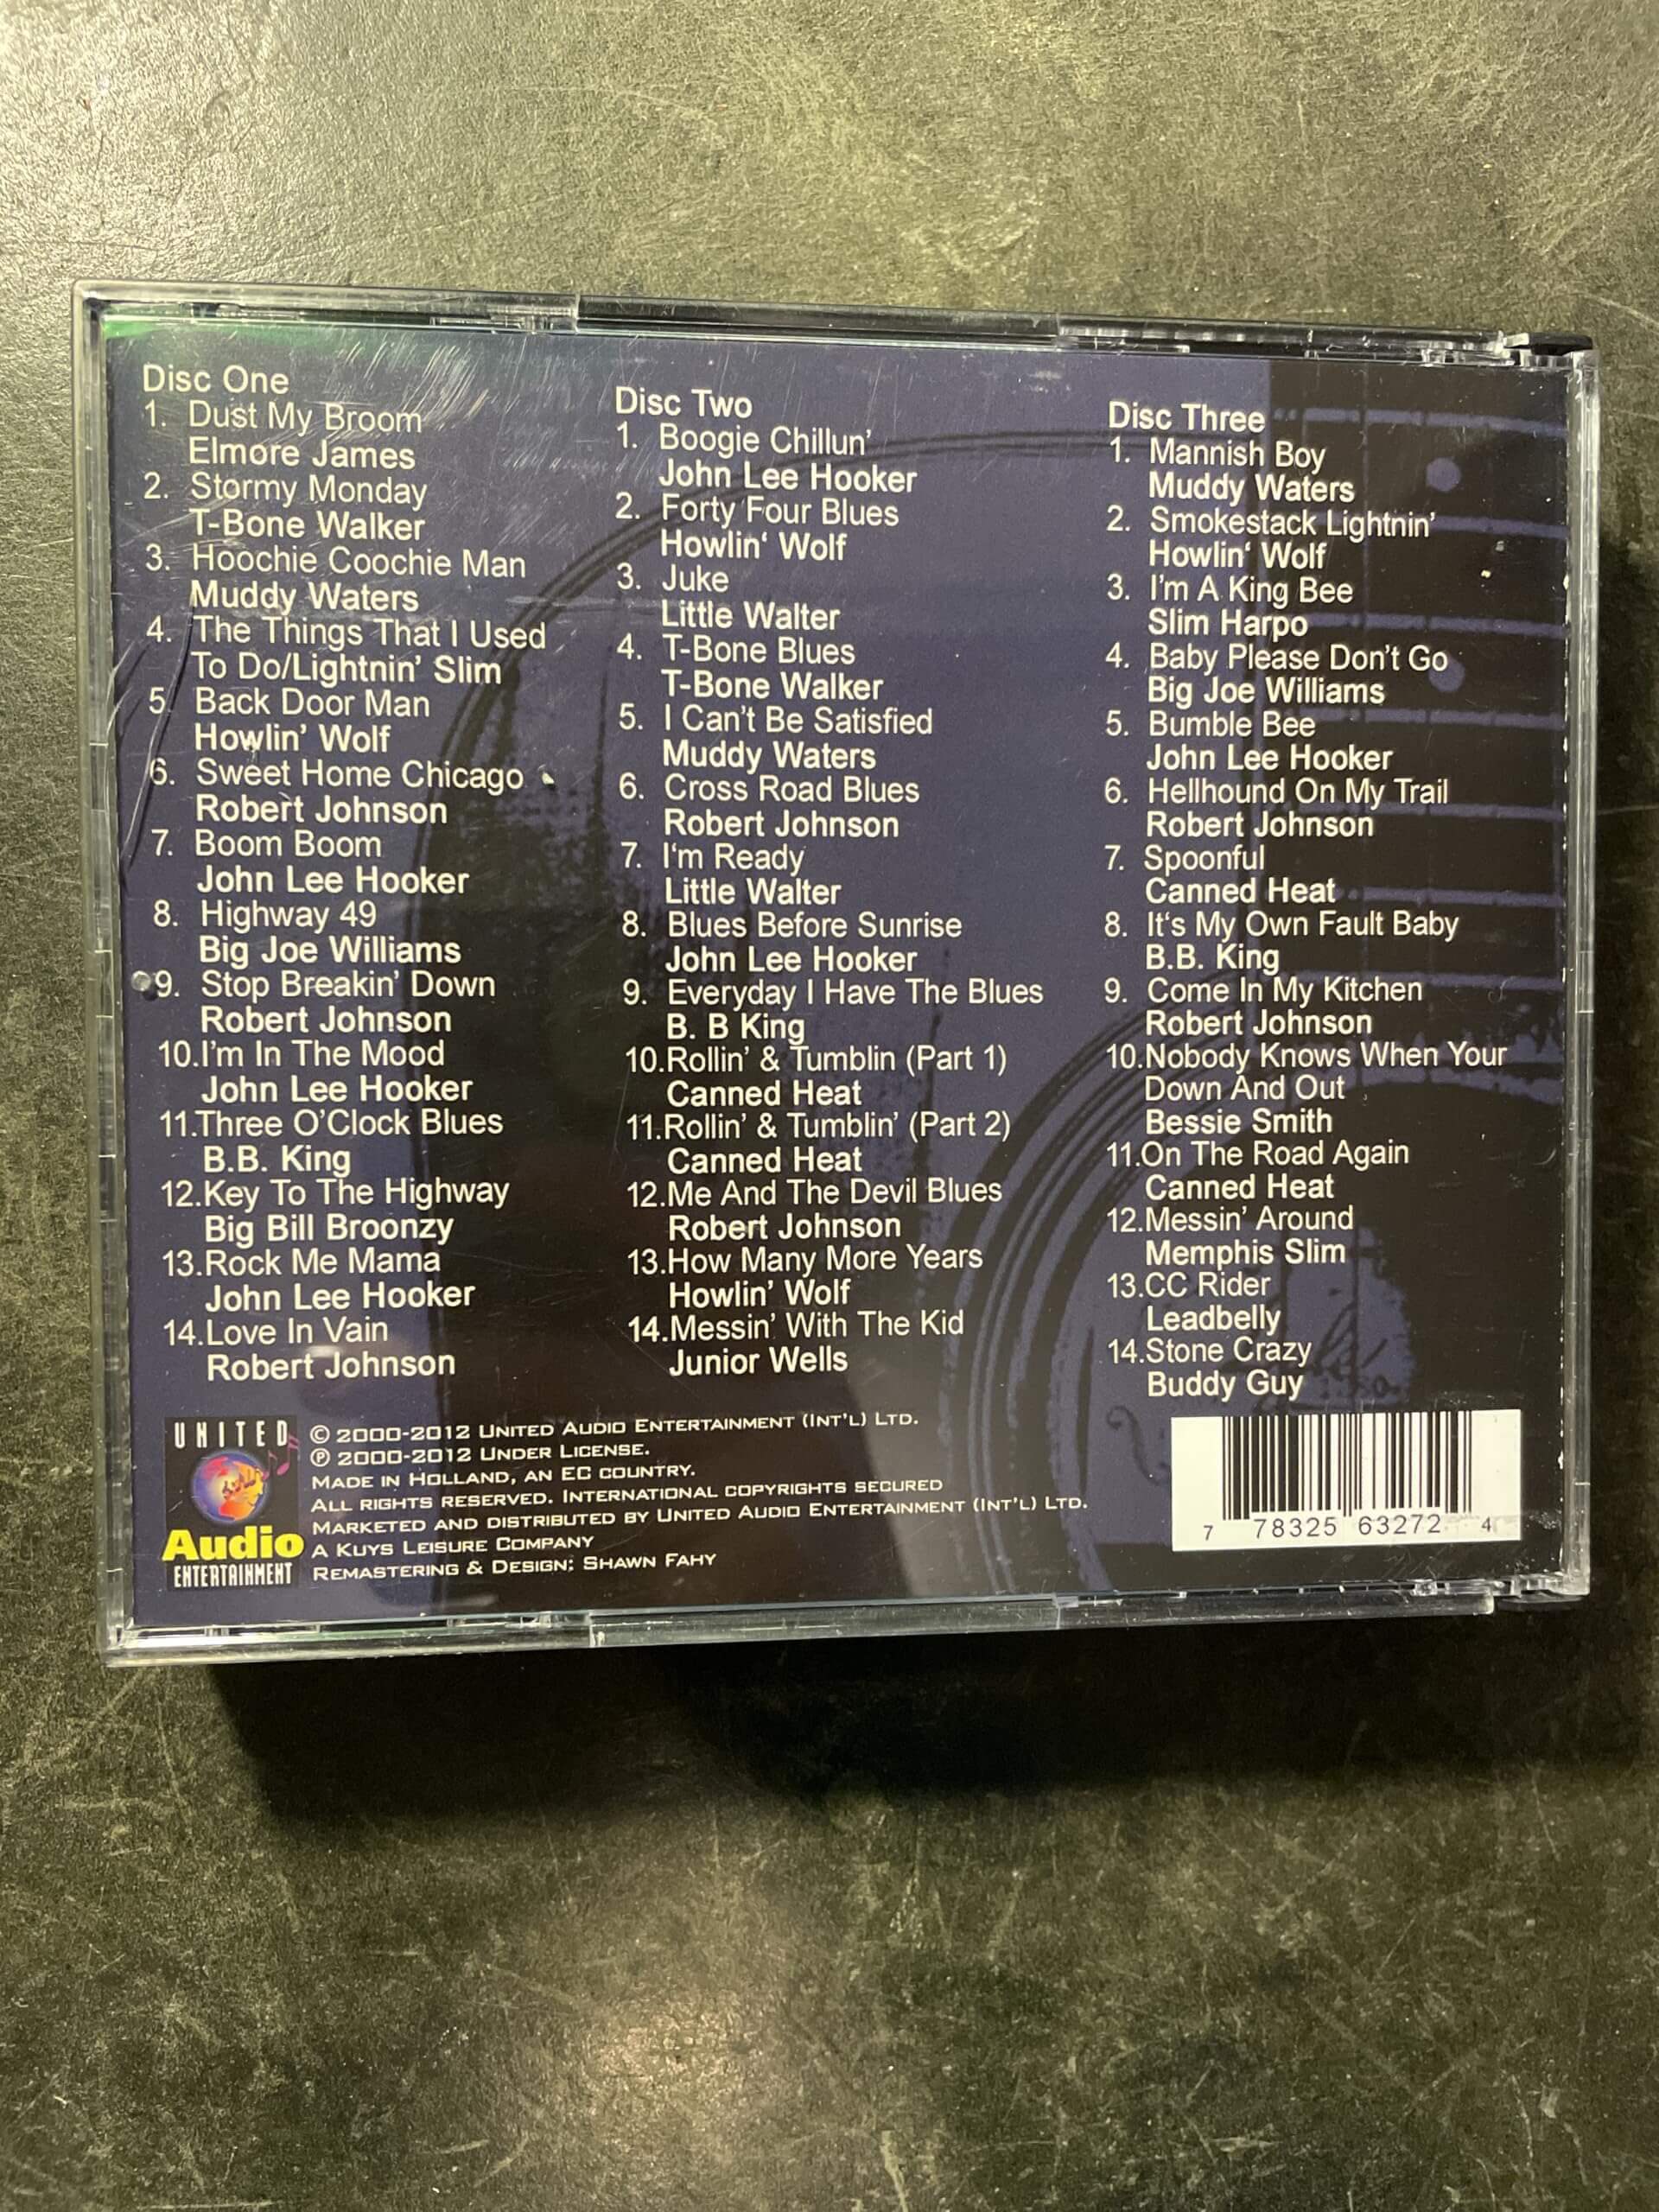 Disc One
1. Dust My Broom
Elmore James
2. Stormy Monday
T-Bone Walker
3. Hoochie Coochie Man
Muddy Waters
4. The Things That I Used
To Do/Lightnin' Slim
5. Back Door Man
Howlin' Wolf
6. Sweet Home Chicago
Robert Johnson
7. Boom Boom
John Lee Hooker
8. Highway 49
Big Joe Williams
9. Stop Breakin' Down
Robert Johnson
10.I'm In The Mood
John Lee Hooker
11.Three O'Clock Blues
B.B. King
12.Key To The Highway
Big Bill Broonzy
13.Rock Me Mama
John Lee Hooker
14.Love In Vain
Robert Johnson
Disc Two
1. Boogie Chillun'
John Lee Hooker
2. Forty Four Blues
Howlin‘ Wolf
3. Juke
Little Walter
4. T-Bone Blues
T-Bone Walker
5. I Can't Be Satisfied
Muddy Waters
6. Cross Road Blues
Robert Johnson
7. I‘m Ready
Little Walter
8. Blues Before Sunrise
John Lee Hooker
9. Everyday I Have The Blues
B. B King
10.Rollin' & Tumblin (Part 1)
Canned Heat
11.Rollin' & Tumblin' (Part 2)
Canned Heat
12.Me And The Devil Blues
Robert Johnson
13.How Many More Years
Howlin' Wolf
14.Messin' With The Kid
Junior Wells
Disc Three
1. Mannish Boy
Muddy Waters
2. Smokestack Lightnin'
Howlin‘ Wolf
3. I'm A King Bee
Slim Harpo
4. Baby Please Don't Go
Big Joe Williams
5. Bumble Bee
John Lee Hooker
6. Hellhound On My Trail
Robert Johnson
7. Spoonful
Canned Heat
8. It‘s My Own Fault Baby
B.B. King
9. Come In My Kitchen
Robert Johnson
10.Nobody Knows When Your
Down And Out
Bessie Smith
11.On The Road Again
Canned Heat
12.Messin' Around
Memphis Slim
13.CC Rider
Leadbelly
14.Stone Crazy
Buddy Guy
UNITED
Audio
ENTERTAINMENT
© 2000-2012 United Audio Entertainment (Int'l) Ltd.
℗ 2000-2012 Under License.
Made in Holland, an EC country.
All rights reserved. International copyrights secured
Marketed and distributed by United Audio Entertainment (Int'l) Ltd.
A Kuys Leisure Company
Remastering & Design: Shawn Fahy
7 78325 63272 4